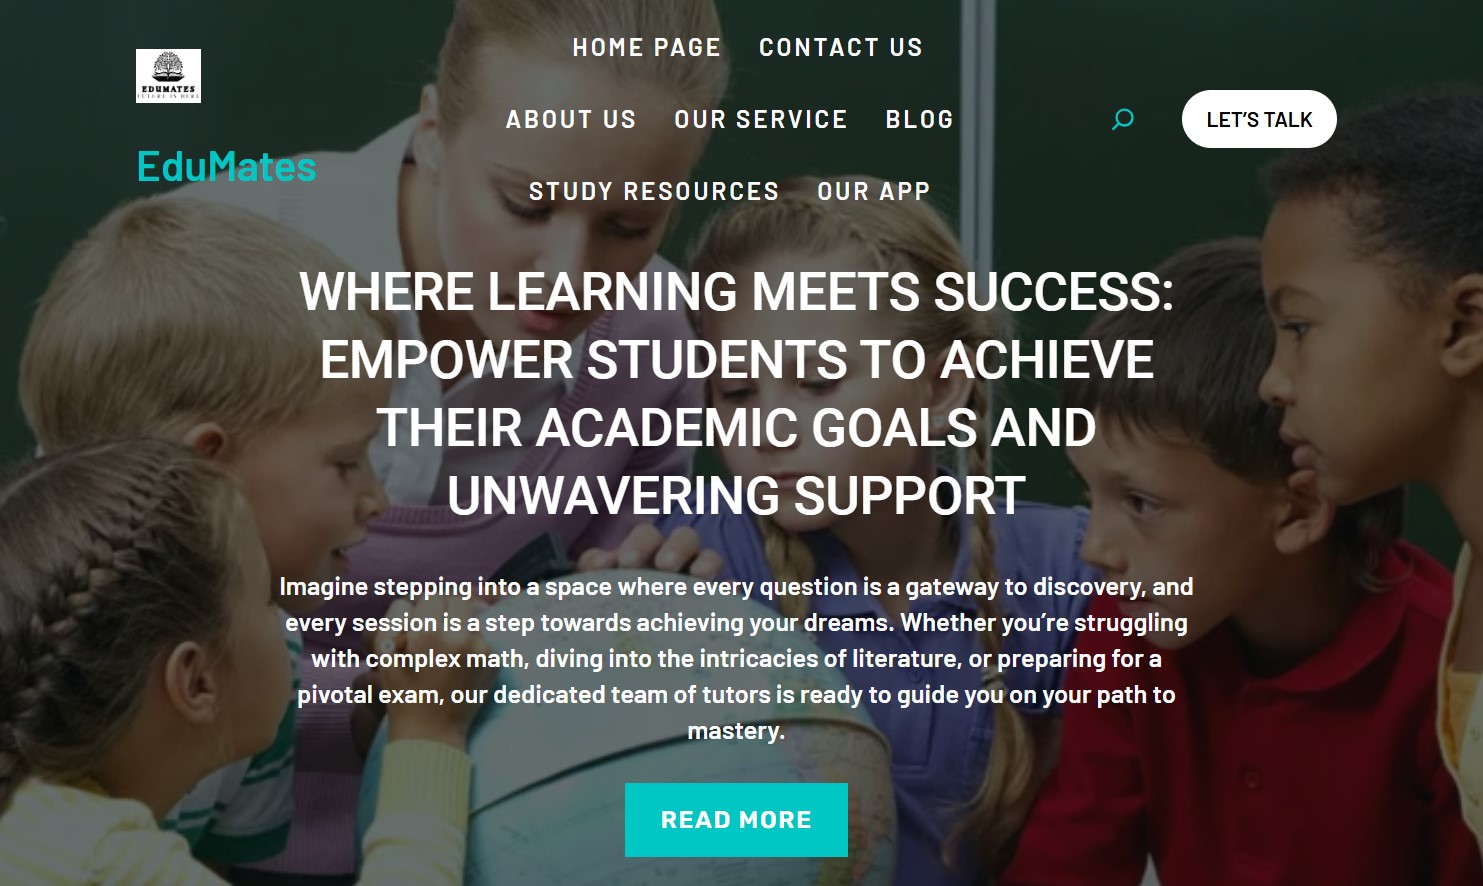 EDUMATES
FUTURE IS HERE
EduMates
HOME PAGE CONTACT US
ABOUT US OUR SERVICE BLOG
STUDY RESOURCES OUR APP
LET’S TALK
WHERE LEARNING MEETS SUCCESS:
EMPOWER STUDENTS TO ACHIEVE
THEIR ACADEMIC GOALS AND
UNWAVERING SUPPORT
Imagine stepping into a space where every question is a gateway to discovery, and
every session is a step towards achieving your dreams. Whether you’re struggling
with complex math, diving into the intricacies of literature, or preparing for a
pivotal exam, our dedicated team of tutors is ready to guide you on your path to
mastery.
READ MORE